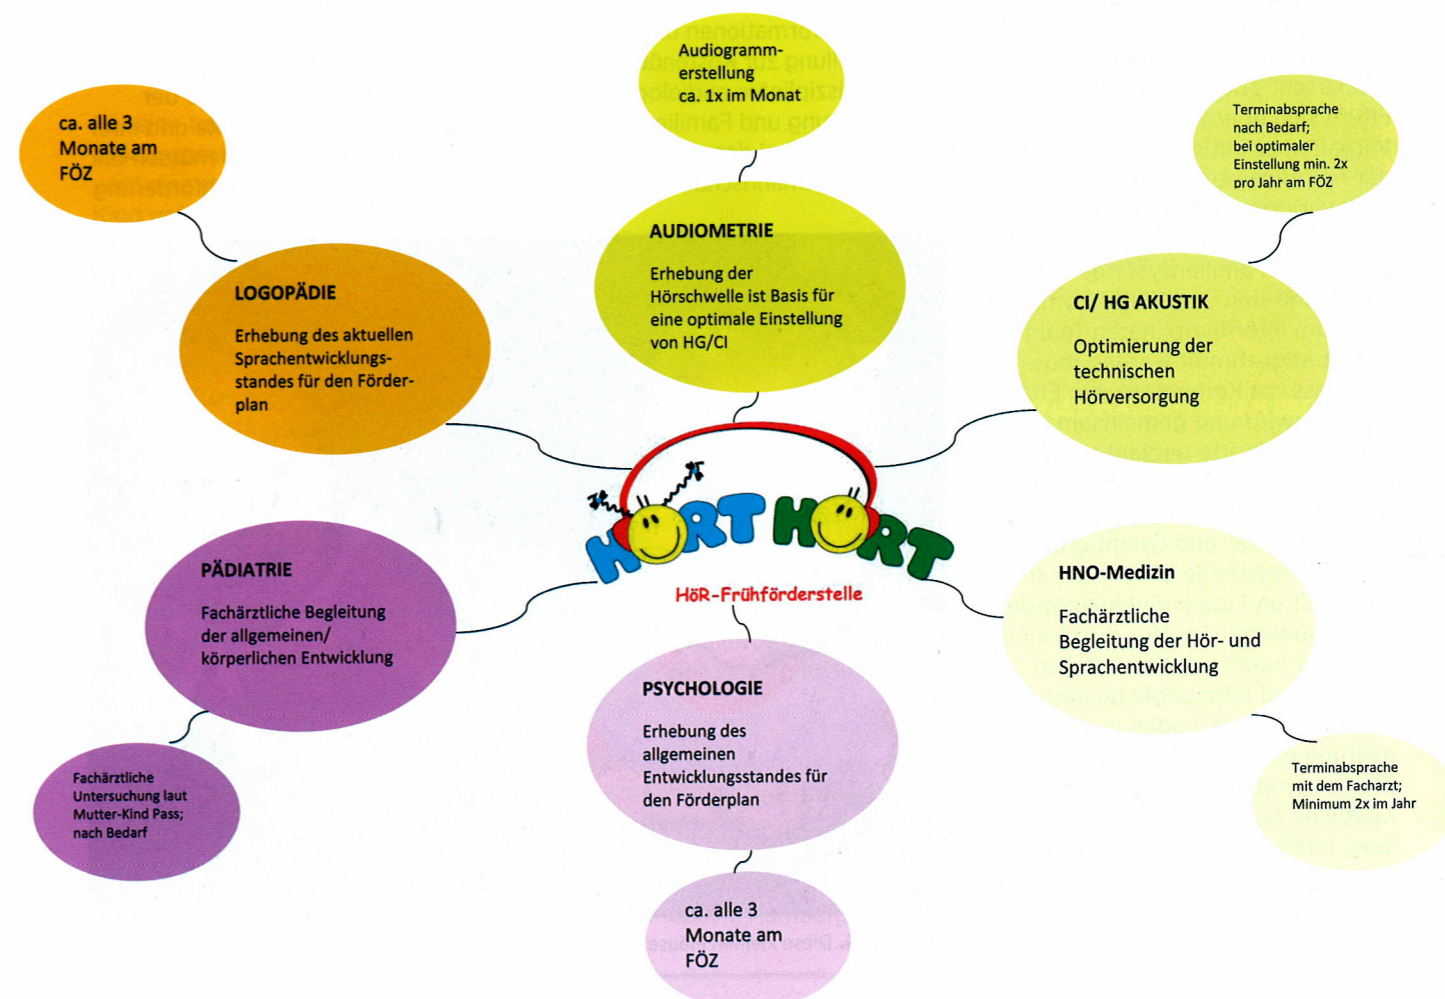 Audiogramm-
erstellung
ca. 1x im Monat
ca. alle 3
Monate am
FÖZ
Terminabsprache
nach Bedarf;
bei optimaler
Einstellung min. 2x
pro Jahr am FÖZ
LOGOPÄDIE
Erhebung des aktuellen
Sprachentwicklungs-
standes für den Förder-
plan
AUDIOMETRIE
Erhebung der
Hörschwelle ist Basis für
eine optimale Einstellung
von HG/CI
CI/ HG AKUSTIK
Optimierung der
technischen
Hörversorgung
HÖRT HÖRT
HöR-Frühförderstelle
PÄDIATRIE
Fachärztliche Begleitung
der allgemeinen/
körperlichen Entwicklung
HNO-Medizin
Fachärztliche
Begleitung der Hör- und
Sprachentwicklung
PSYCHOLOGIE
Erhebung des
allgemeinen
Entwicklungsstandes für
den Förderplan
Fachärztliche
Untersuchung laut
Mutter-Kind Pass;
nach Bedarf
Terminabsprache
mit dem Facharzt;
Minimum 2x im Jahr
ca. alle 3
Monate am
FÖZ